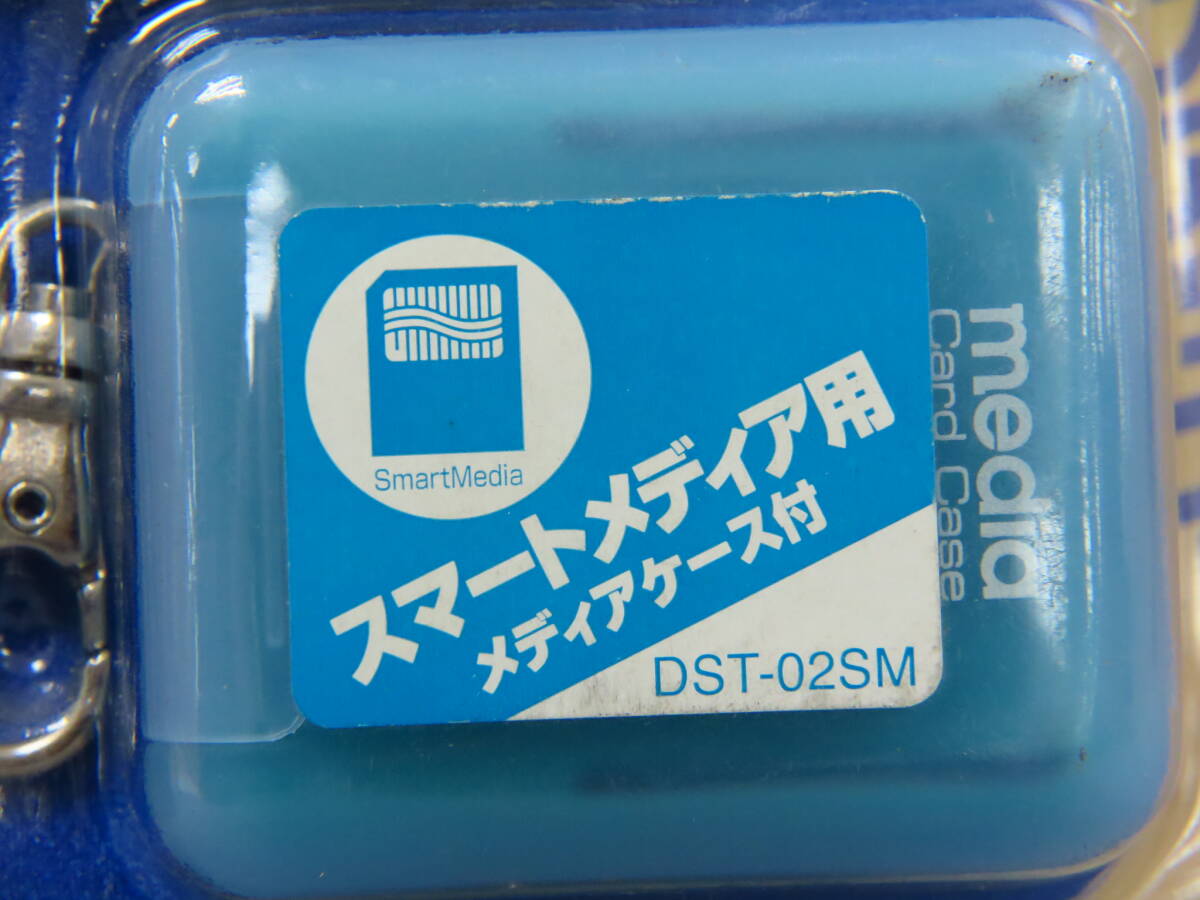 SmartMedia
スマートメディア用
メディアケース付
DST-02SM
media
Card Case